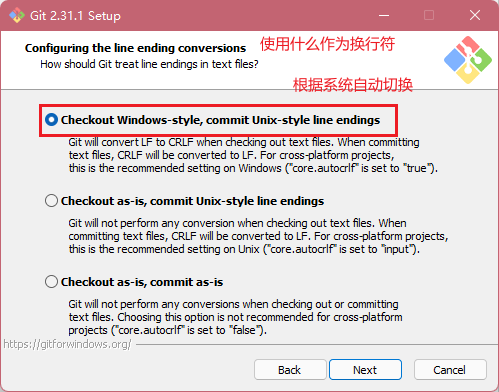 Git 2.31.1 Setup
Configuring the line ending conversions
使用什么作为换行符
How should Git treat line endings in text files?
根据系统自动切换
Checkout Windows-style, commit Unix-style line endings
Git will convert LF to CRLF when checking out text files. When committing
text files, CRLF will be converted to LF. For cross-platform projects,
this is the recommended setting on Windows ("core.autocrlf" is set to "true").
Checkout as-is, commit Unix-style line endings
Git will not perform any conversion when checking out text files. When
committing text files, CRLF will be converted to LF. For cross-platform projects,
this is the recommended setting on Unix ("core.autocrlf" is set to "input").
Checkout as-is, commit as-is
Git will not perform any conversions when checking out or committing
text files. Choosing this option is not recommended for cross-platform
projects ("core.autocrlf" is set to "false").
https://gitforwindows.org/
Back
Next
Cancel